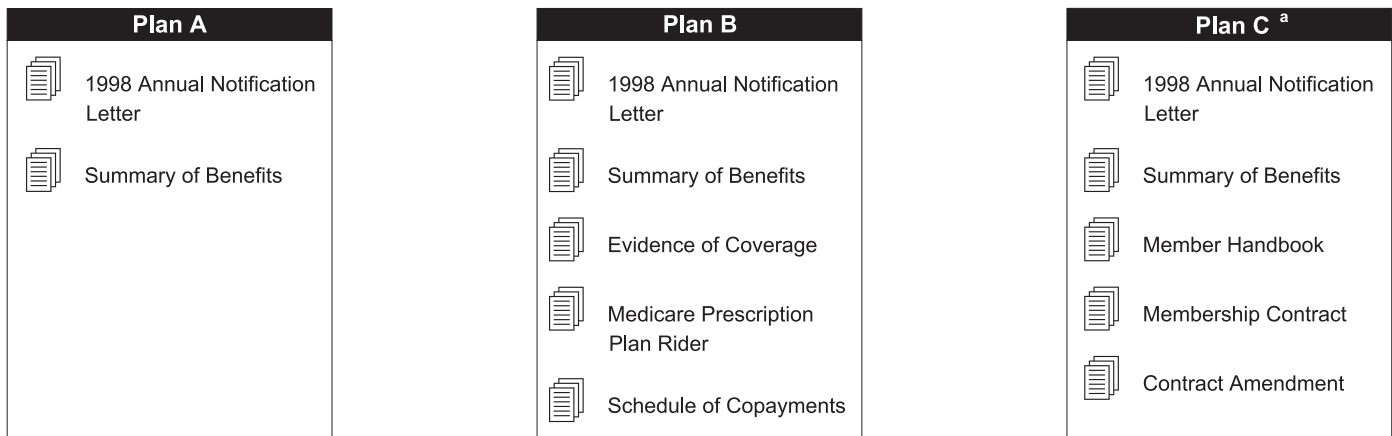 Plan A
1998 Annual Notification
Letter
Summary of Benefits
Plan B
1998 Annual Notification
Letter
Summary of Benefits
Evidence of Coverage
Medicare Prescription
Plan Rider
Schedule of Copayments
Plan C a
1998 Annual Notification
Letter
Summary of Benefits
Member Handbook
Membership Contract
Contract Amendment